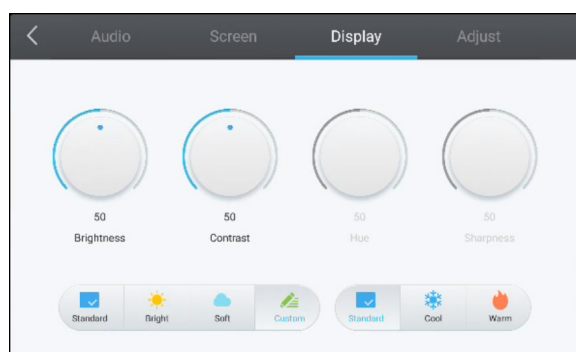 Audio Screen Display Adjust
50 50 50 50
Brightness Contrast Hue Sharpness
Standard Bright Soft Custom Standard Cool Warm